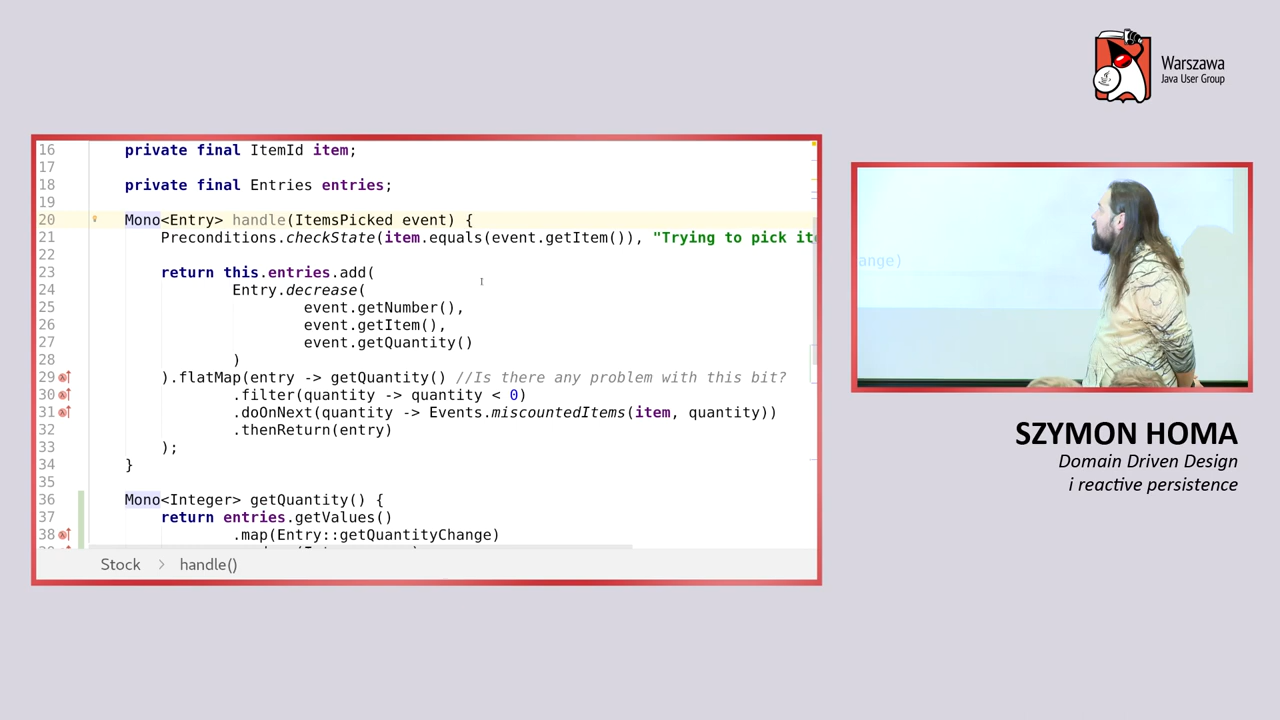 Warszawa
Java User Group
16 private final ItemId item;
17
18 private final Entries entries;
19
20 Mono<Entry> handle(ItemsPicked event) {
21 Preconditions.checkState(item.equals(event.getItem()), "Trying to pick it
22
23 return this.entries.add(
24 Entry.decrease(
25 event.getNumber(),
26 event.getItem(),
27 event.getQuantity()
28 )
29 ).flatMap(entry -> getQuantity() //Is there any problem with this bit?
30 .filter(quantity -> quantity < 0)
31 .doOnNext(quantity -> Events.miscountedItems(item, quantity))
32 .thenReturn(entry)
33 );
34 }
35
36 Mono<Integer> getQuantity() {
37 return entries.getValues()
38 .map(Entry::getQuantityChange)
Stock > handle()
ange)
SZYMON HOMA
Domain Driven Design
i reactive persistence